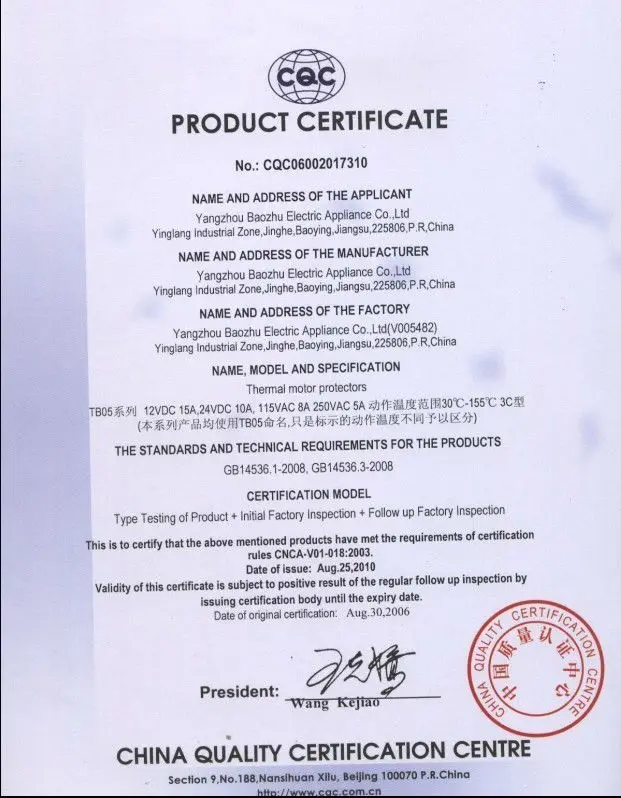 CQC
PRODUCT CERTIFICATE
No.: CQC06002017310
NAME AND ADDRESS OF THE APPLICANT
Yangzhou Baozhu Electric Appliance Co.,Ltd
Yinglang Industrial Zone,Jinghe,Baoying,Jiangsu,225806,P.R,China
NAME AND ADDRESS OF THE MANUFACTURER
Yangzhou Baozhu Electric Appliance Co.,Ltd
Yinglang Industrial Zone,Jinghe,Baoying,Jiangsu,225806,P.R,China
NAME AND ADDRESS OF THE FACTORY
Yangzhou Baozhu Electric Appliance Co.,Ltd(V005482)
Yinglang Industrial Zone,Jinghe,Baoying,Jiangsu,225806,P.R,China
NAME, MODEL AND SPECIFICATION
Thermal motor protectors
TB05系列 12VDC 15A,24VDC 10A, 115VAC 8A 250VAC 5A 动作温度范围30℃-155℃ 3C型
(本系列产品均使用TB05命名,只是标示的动作温度不同予以区分)
THE STANDARDS AND TECHNICAL REQUIREMENTS FOR THE PRODUCTS
GB14536.1-2008, GB14536.3-2008
CERTIFICATION MODEL
Type Testing of Product + Initial Factory Inspection + Follow up Factory Inspection
This is to certify that the above mentioned products have met the requirements of certification
rules CNCA-V01-018:2003.
Date of issue: Aug.25,2010
Validity of this certificate is subject to positive result of the regular follow up inspection by
issuing certification body until the expiry date.
Date of original certification: Aug.30,2006
President:
Wang Kejiao
CHINA QUALITY CERTIFICATION CENTRE
中国质量认证中心
CHINA QUALITY CERTIFICATION CENTRE
Section 9,No.188,Nansihuan Xilu, Beijing 100070 P.R.China
http://www.cqc.com.cn